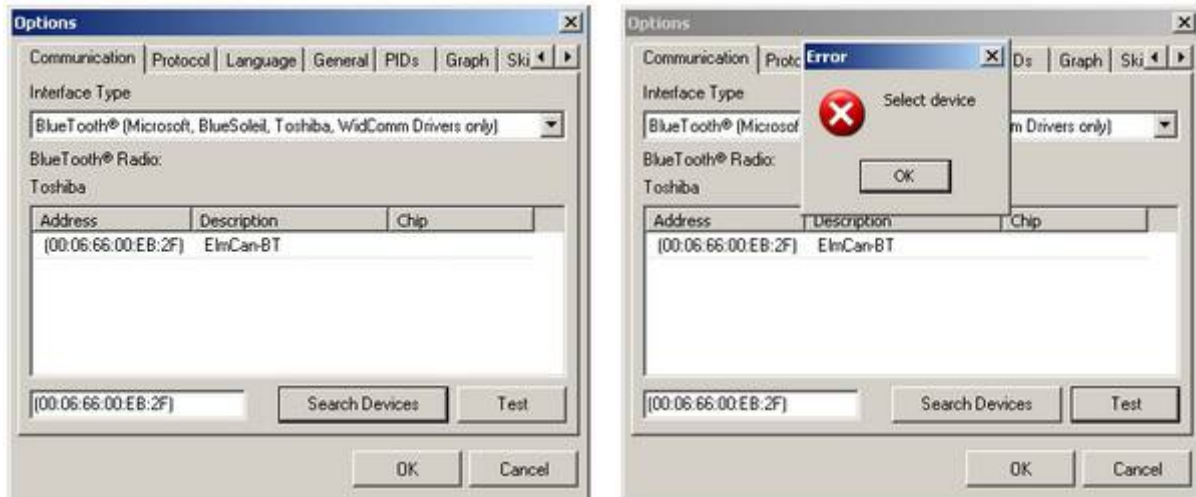 Options
Communication Protocol Language General PIDs Graph Ski
Interface Type
BlueTooth® (Microsoft, BlueSoleil, Toshiba, WidComm Drivers only)
BlueTooth® Radio:
Toshiba
Address Description Chip
(00:06:66:00:EB:2F) ElmCan-BT
(00:06:66:00:EB:2F) Search Devices Test
OK Cancel
Options
Error
Communication Proto Ds Graph Ski
Select device
Interface Type
BlueTooth® (Microsof m Drivers only)
BlueTooth® Radio:
OK
Toshiba
Address Description Chip
(00:06:66:00:EB:2F) ElmCan-BT
(00:06:66:00:EB:2F) Search Devices Test
OK Cancel